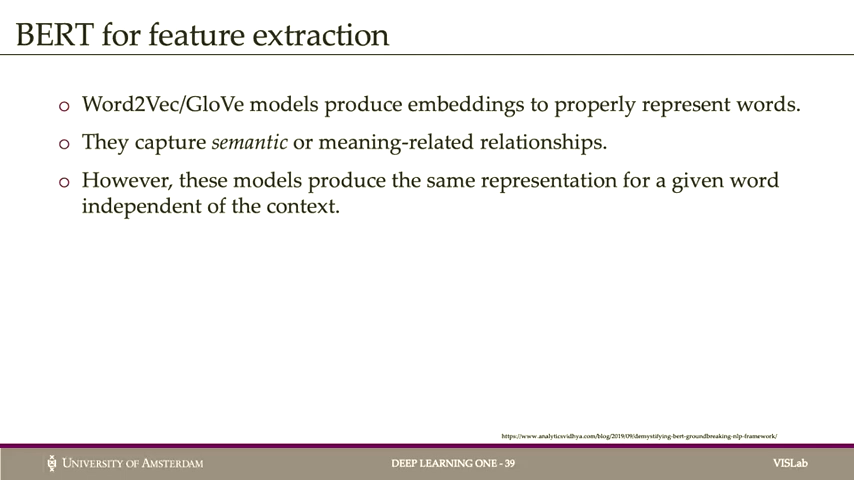 BERT for feature extraction
o Word2Vec/GloVe models produce embeddings to properly represent words.
o They capture semantic or meaning-related relationships.
o However, these models produce the same representation for a given word
independent of the context.
https://www.analyticsvidhya.com/blog/2019/09/demystifying-bert-groundbreaking-nlp-framework/
UNIVERSITY OF AMSTERDAM
DEEP LEARNING ONE - 39
VISLab